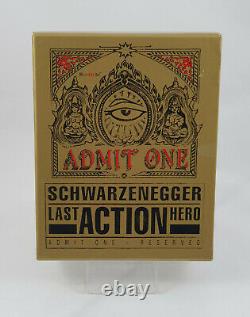 ADMIT ONE
SCHWARZENEGGER
LAST ACTION HERO
ADMIT ONE - RESERVED